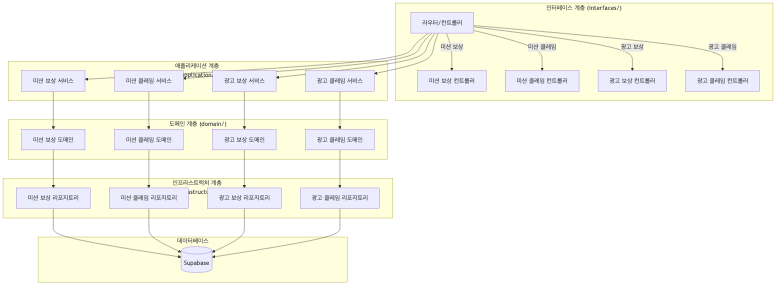 인터페이스 계층 (interfaces/)
라우터/컨트롤러
미션 보상
미션 클레임
광고 보상
광고 클레임
미션 보상 컨트롤러
미션 클레임 컨트롤러
광고 보상 컨트롤러
광고 클레임 컨트롤러
애플리케이션 계층
미션 보상 서비스
미션 클레임 서비스
광고 보상 서비스
광고 클레임 서비스
도메인 계층 (domain/)
미션 보상 도메인
미션 클레임 도메인
광고 보상 도메인
광고 클레임 도메인
인프라스트럭처 계층
미션 보상 리포지토리
미션 클레임 리포지토리
광고 보상 리포지토리
광고 클레임 리포지토리
데이터베이스
Supabase